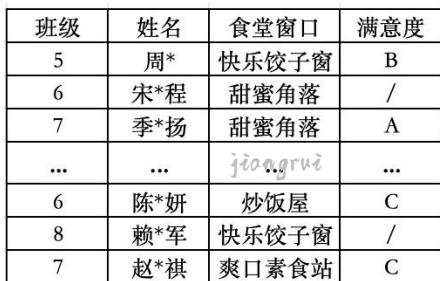 班级 姓名 食堂窗口 满意度
5 周* 快乐饺子窗 B
6 宋*程 甜蜜角落 /
7 季*扬 甜蜜角落 A
... ... ... ...
jiangrui
6 陈*妍 炒饭屋 C
8 赖*军 快乐饺子窗 /
7 赵*祺 爽口素食站 C